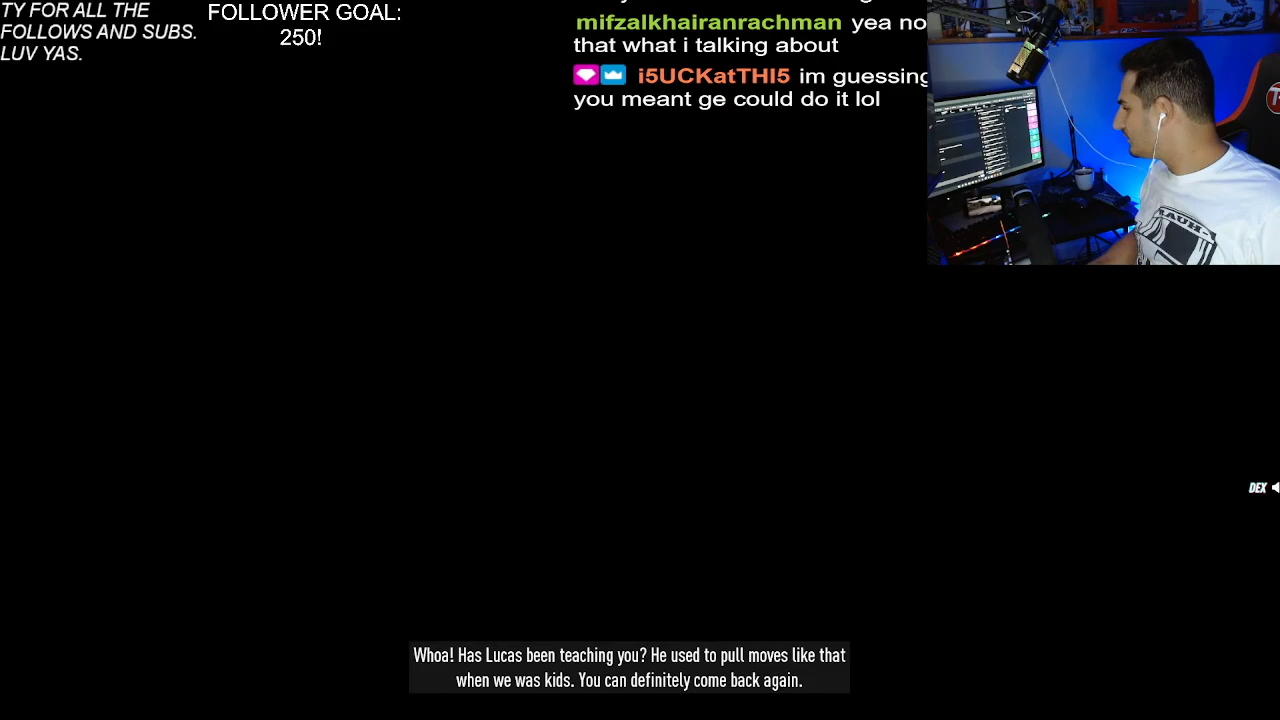 TY FOR ALL THE
FOLLOWS AND SUBS.
LUV YAS.
FOLLOWER GOAL:
250!
mifzalkhairanrachman yea no
that what i talking about
i5UCKatTHI5 im guessing
you meant ge could do it lol
DEX
Whoa! Has Lucas been teaching you? He used to pull moves like that
when we was kids. You can definitely come back again.